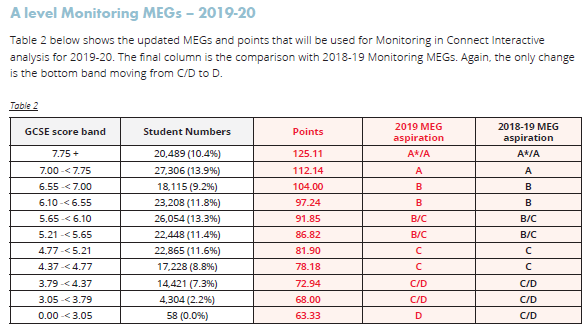 A level Monitoring MEGs – 2019-20
Table 2 below shows the updated MEGs and points that will be used for Monitoring in Connect Interactive
analysis for 2019-20. The final column is the comparison with 2018-19 Monitoring MEGs. Again, the only change
is the bottom band moving from C/D to D.
Table 2
GCSE score band Student Numbers Points 2019 MEG aspiration 2018-19 MEG aspiration
7.75 + 20,489 (10.4%) 125.11 A*/A A*/A
7.00 -< 7.75 27,306 (13.9%) 112.14 A A
6.55 -< 7.00 18,115 (9.2%) 104.00 B B
6.10 -< 6.55 23,208 (11.8%) 97.24 B B
5.65 -< 6.10 26,054 (13.3%) 91.85 B/C B/C
5.21 -< 5.65 22,448 (11.4%) 86.82 B/C B/C
4.77 -< 5.21 22,865 (11.6%) 81.90 C C
4.37 -< 4.77 17,228 (8.8%) 78.18 C C
3.79 -< 4.37 14,421 (7.3%) 72.94 C/D C/D
3.05 -< 3.79 4,304 (2.2%) 68.00 C/D C/D
0.00 -< 3.05 58 (0.0%) 63.33 D C/D